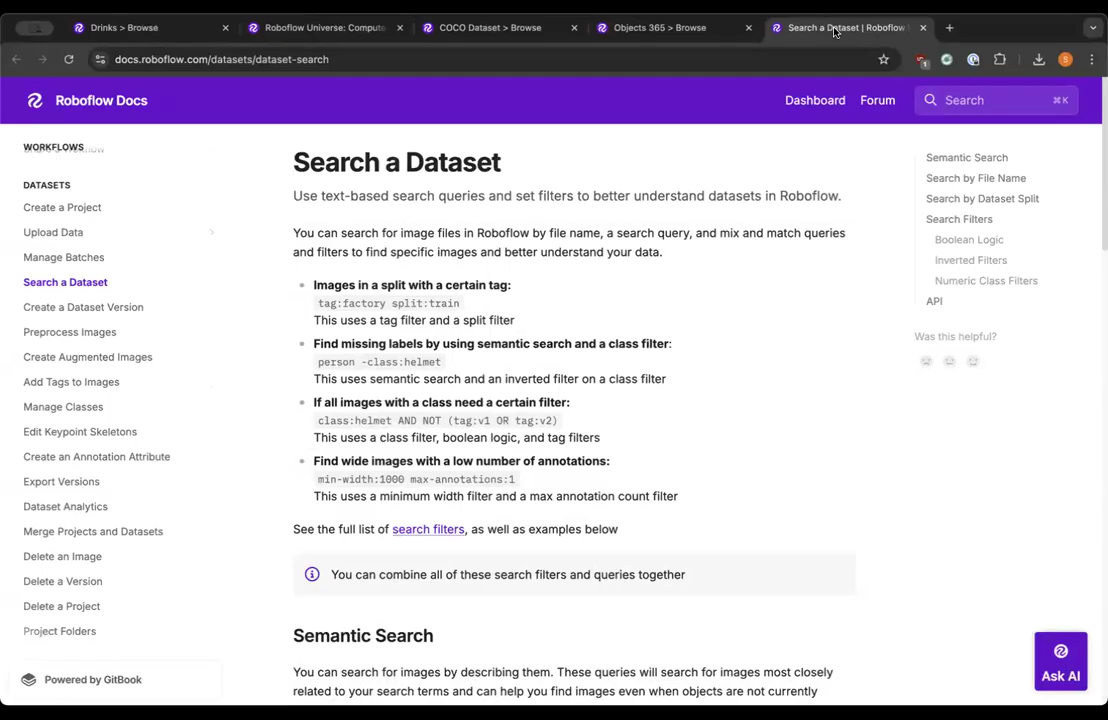 Drinks > Browse
Roboflow Universe: Compute
COCO Dataset > Browse
Objects 365 > Browse
Search a Dataset | Roboflow
docs.roboflow.com/datasets/dataset-search
1
S
Roboflow Docs
Dashboard
Forum
Search
⌘K
WORKFLOWS
DATASETS
Create a Project
Upload Data
Manage Batches
Search a Dataset
Create a Dataset Version
Preprocess Images
Create Augmented Images
Add Tags to Images
Manage Classes
Edit Keypoint Skeletons
Create an Annotation Attribute
Export Versions
Dataset Analytics
Merge Projects and Datasets
Delete an Image
Delete a Version
Delete a Project
Project Folders
Powered by GitBook
Search a Dataset
Use text-based search queries and set filters to better understand datasets in Roboflow.
You can search for image files in Roboflow by file name, a search query, and mix and match queries
and filters to find specific images and better understand your data.
Images in a split with a certain tag:
tag:factory split:train
This uses a tag filter and a split filter
Find missing labels by using semantic search and a class filter:
person -class:helmet
This uses semantic search and an inverted filter on a class filter
If all images with a class need a certain filter:
class:helmet AND NOT (tag:v1 OR tag:v2)
This uses a class filter, boolean logic, and tag filters
Find wide images with a low number of annotations:
min-width:1000 max-annotations:1
This uses a minimum width filter and a max annotation count filter
See the full list of search filters, as well as examples below
You can combine all of these search filters and queries together
Semantic Search
You can search for images by describing them. These queries will search for images most closely
related to your search terms and can help you find images even when objects are not currently
Semantic Search
Search by File Name
Search by Dataset Split
Search Filters
Boolean Logic
Inverted Filters
Numeric Class Filters
API
Was this helpful?
Ask AI